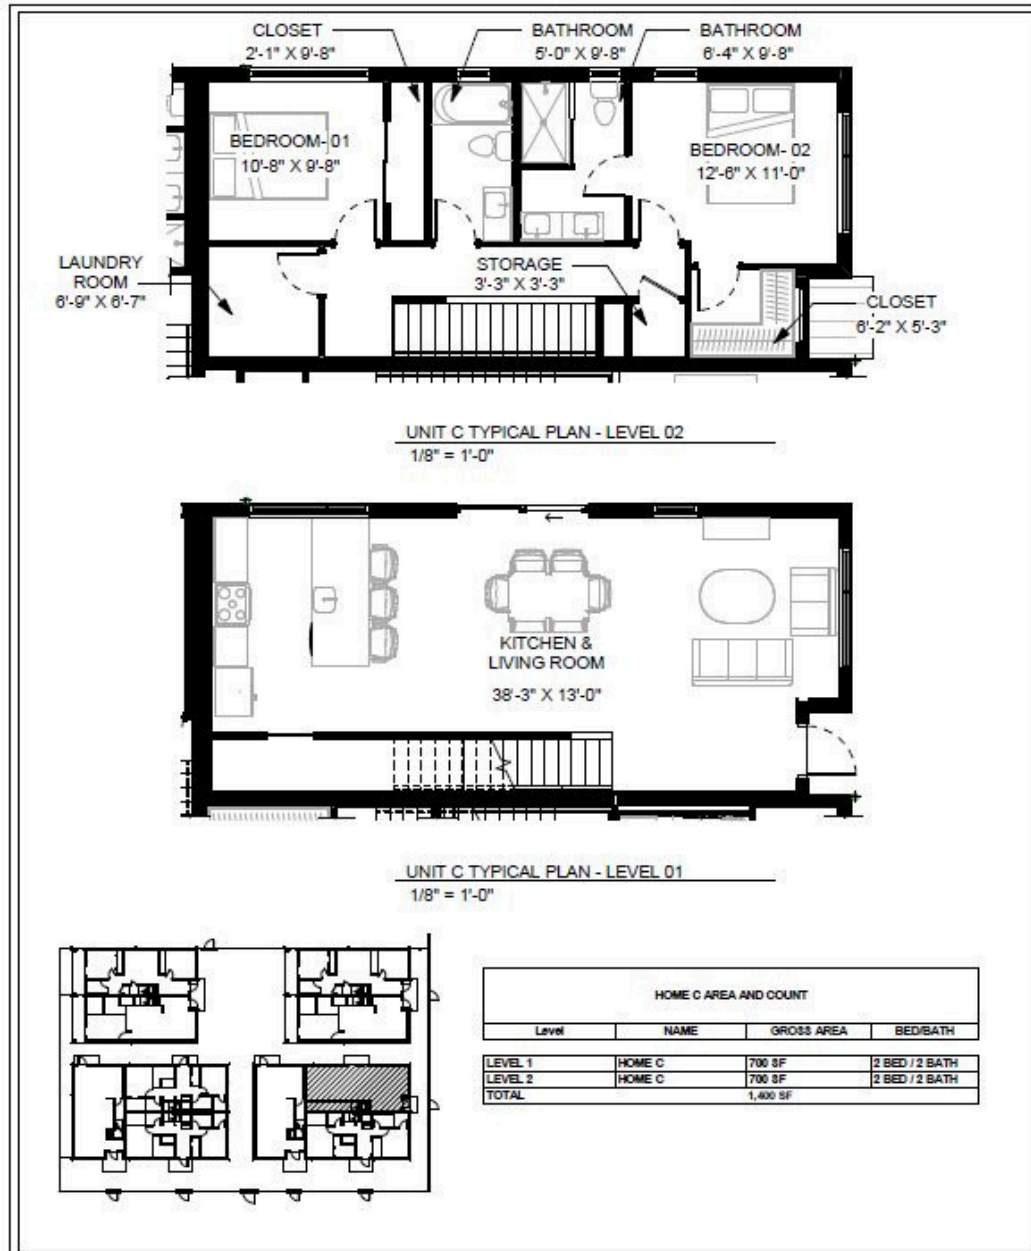 CLOSET
2'-1" X 9'-8"
BATHROOM
5'-0" X 9'-8"
BATHROOM
6'-4" X 9'-8"
BEDROOM- 01
10'-8" X 9'-8"
BEDROOM- 02
12'-6" X 11'-0"
LAUNDRY
ROOM
6'-9" X 6'-7"
STORAGE
3'-3" X 3'-3"
CLOSET
6'-2" X 5'-3"
UNIT C TYPICAL PLAN - LEVEL 02
1/8" = 1'-0"
KITCHEN &
LIVING ROOM
38'-3" X 13'-0"
UNIT C TYPICAL PLAN - LEVEL 01
1/8" = 1'-0"
HOME C AREA AND COUNT
Level NAME GROSS AREA BED/BATH
LEVEL 1 HOME C 700 SF 2 BED / 2 BATH
LEVEL 2 HOME C 700 SF 2 BED / 2 BATH
TOTAL 1,400 SF